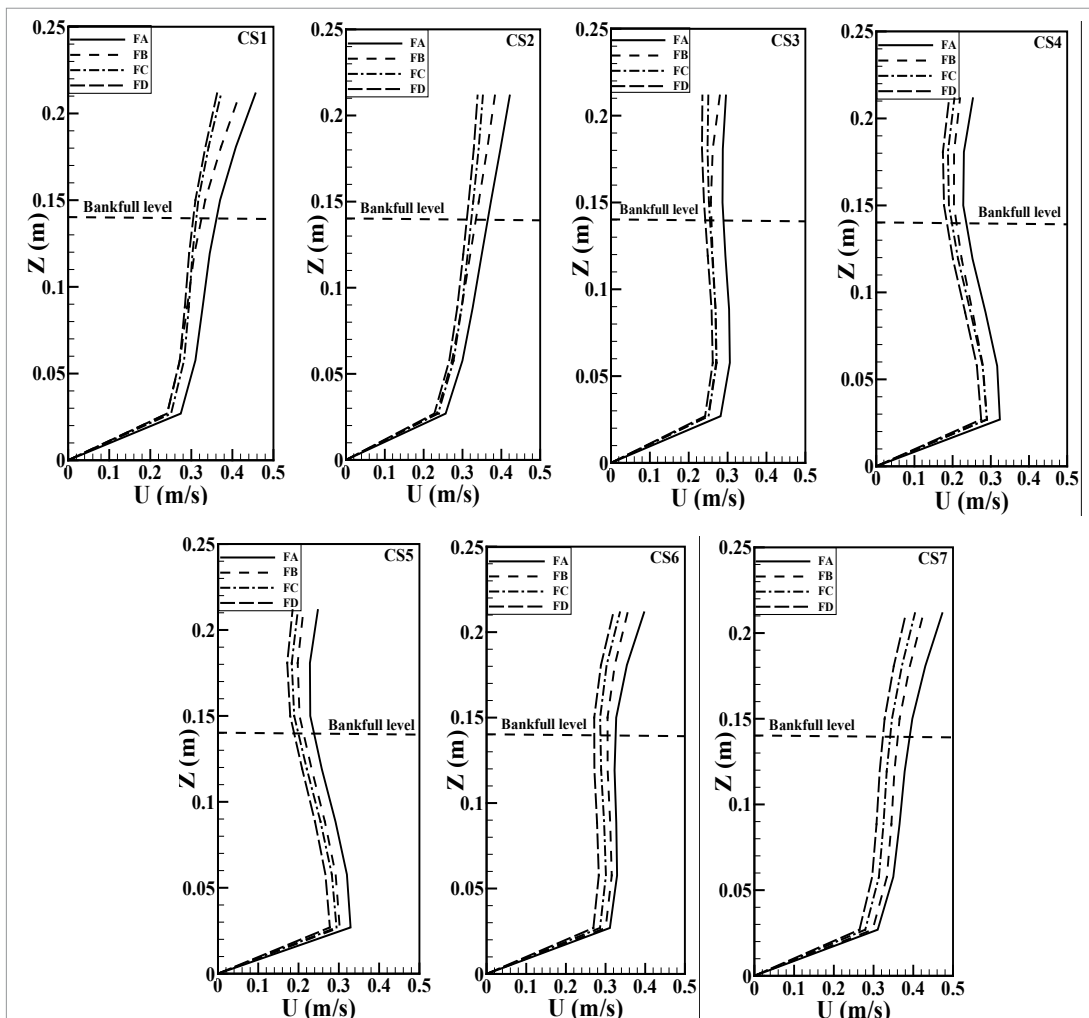 0.25
FA
FB
FC
FD
CS1
0.2
0.15
Bankfull level
Z (m)
0.1
0.05
0
0 0.1 0.2 0.3 0.4 0.5
U (m/s)
0.25
FA
FB
FC
FD
CS2
0.2
0.15
Bankfull level
Z (m)
0.1
0.05
0
0 0.1 0.2 0.3 0.4 0.5
U (m/s)
0.25
FA
FB
FC
FD
CS3
0.2
0.15
Bankfull level
Z (m)
0.1
0.05
0
0 0.1 0.2 0.3 0.4 0.5
U (m/s)
0.25
FA
FB
FC
FD
CS4
0.2
0.15
Bankfull level
Z (m)
0.1
0.05
0
0 0.1 0.2 0.3 0.4 0.5
U (m/s)
0.25
FA
FB
FC
FD
CS5
0.2
0.15
Bankfull level
Z (m)
0.1
0.05
0
0 0.1 0.2 0.3 0.4 0.5
U (m/s)
0.25
FA
FB
FC
FD
CS6
0.2
0.15
Bankfull level
Z (m)
0.1
0.05
0
0 0.1 0.2 0.3 0.4 0.5
U (m/s)
0.25
FA
FB
FC
FD
CS7
0.2
0.15
Bankfull level
Z (m)
0.1
0.05
0
0 0.1 0.2 0.3 0.4 0.5
U (m/s)